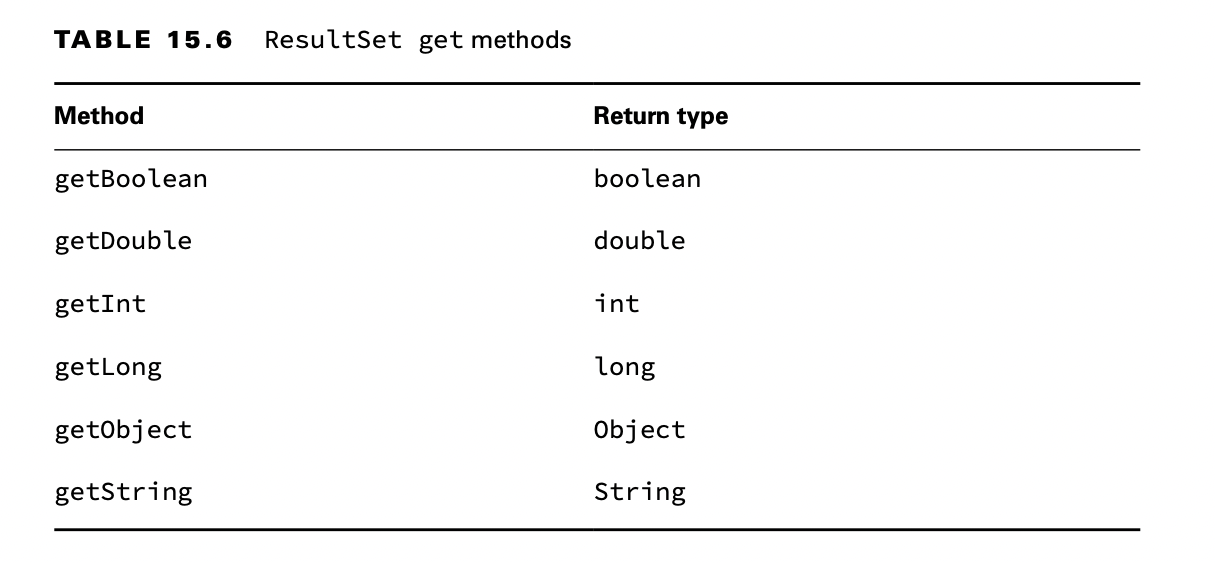 TABLE 15.6 ResultSet get methods
Method Return type
getBoolean boolean
getDouble double
getInt int
getLong long
getObject Object
getString String